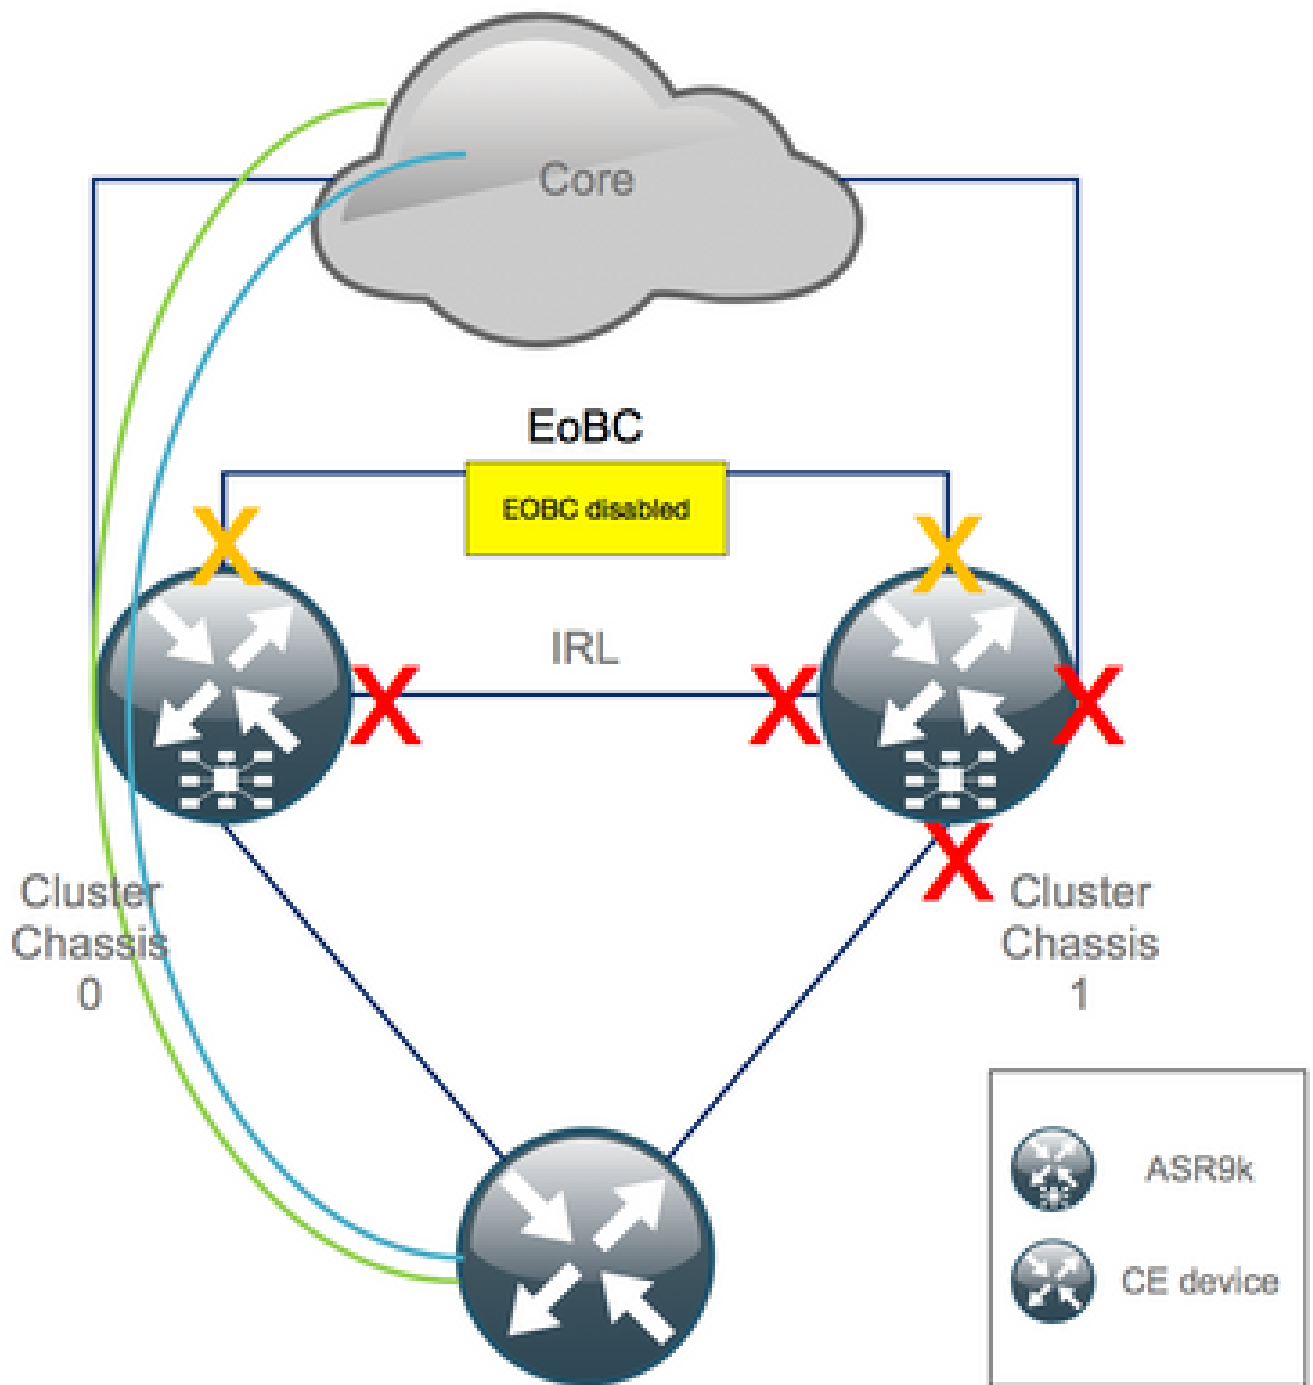 Core
EoBC
EOBC disabled
IRL
Cluster
Chassis
0
Cluster
Chassis
1
ASR9k
CE device